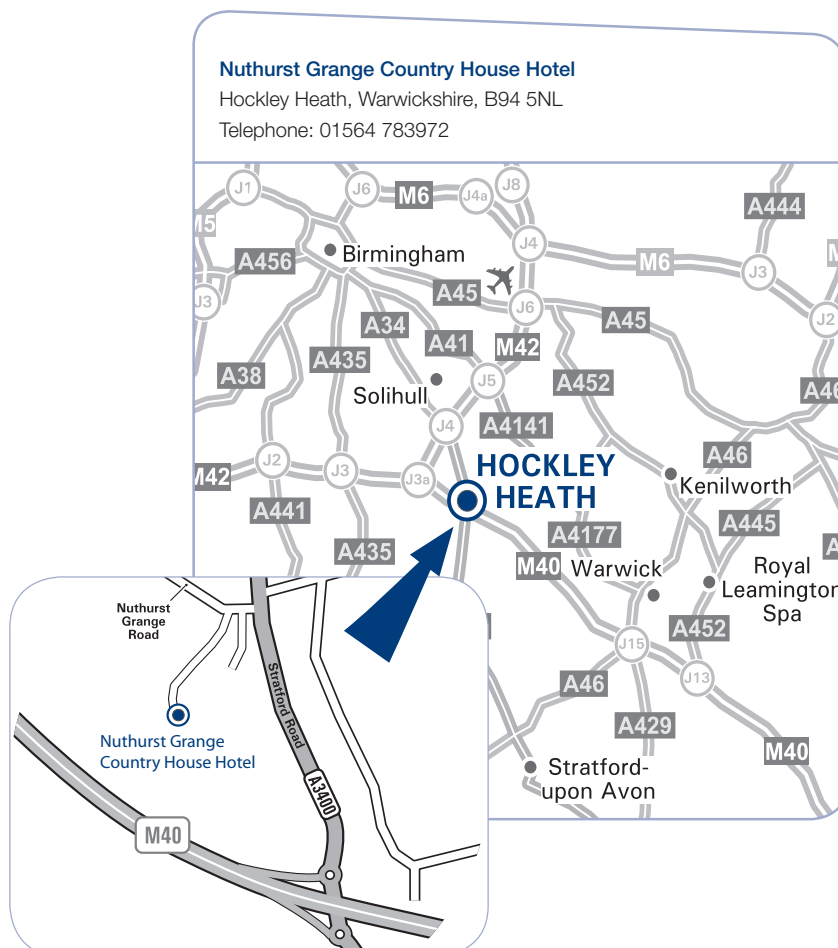 Nuthurst Grange Country House Hotel
Hockley Heath, Warwickshire, B94 5NL
Telephone: 01564 783972
J1
J6
M6
J4a
J8
A444
M5
J4
Birmingham
A456
M6
J3
J3
A45
J6
A45
J2
A34
A41
M42
A435
A38
J5
A452
A46
Solihull
J4
A4141
A46
J2
J3
J3a
M42
HOCKLEY
HEATH
Kenilworth
A441
A4177
A445
A435
M40
Warwick
Royal
Leamington
Spa
A452
J15
A46
J13
A429
M40
Stratford-
upon Avon
Nuthurst
Grange
Road
Stratford Road
Nuthurst Grange
Country House Hotel
A3400
M40